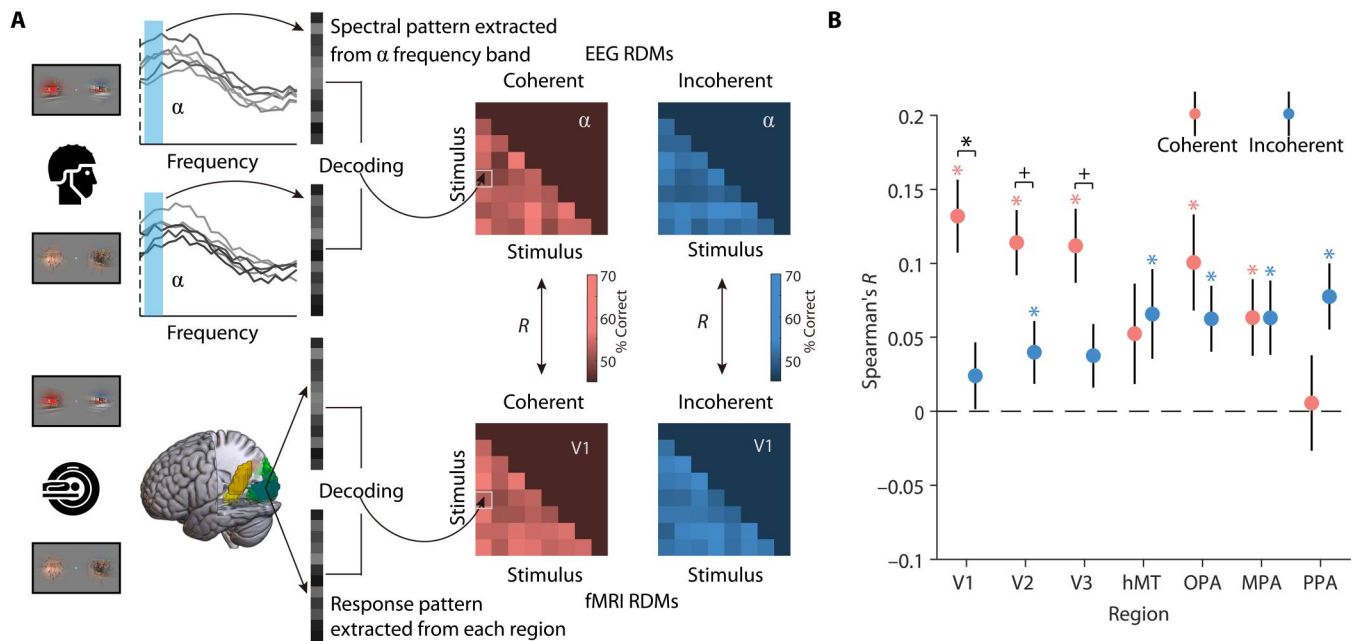 A
Spectral pattern extracted
from α frequency band
α
Frequency
Decoding
α
Frequency
EEG RDMs
Coherent
Incoherent
α
α
Stimulus
Stimulus
Stimulus
R
70
50
% Correct
R
70
50
% Correct
Coherent
Incoherent
V1
V1
Stimulus
Decoding
Stimulus
Stimulus
fMRI RDMs
Response pattern
extracted from each region
B
Coherent
Incoherent
Spearman's R
0.2
0.15
0.1
0.05
0
−0.05
−0.1
*
*
+
*
*
+
*
*
*
*
*
*
*
V1 V2 V3 hMT OPA MPA PPA
Region